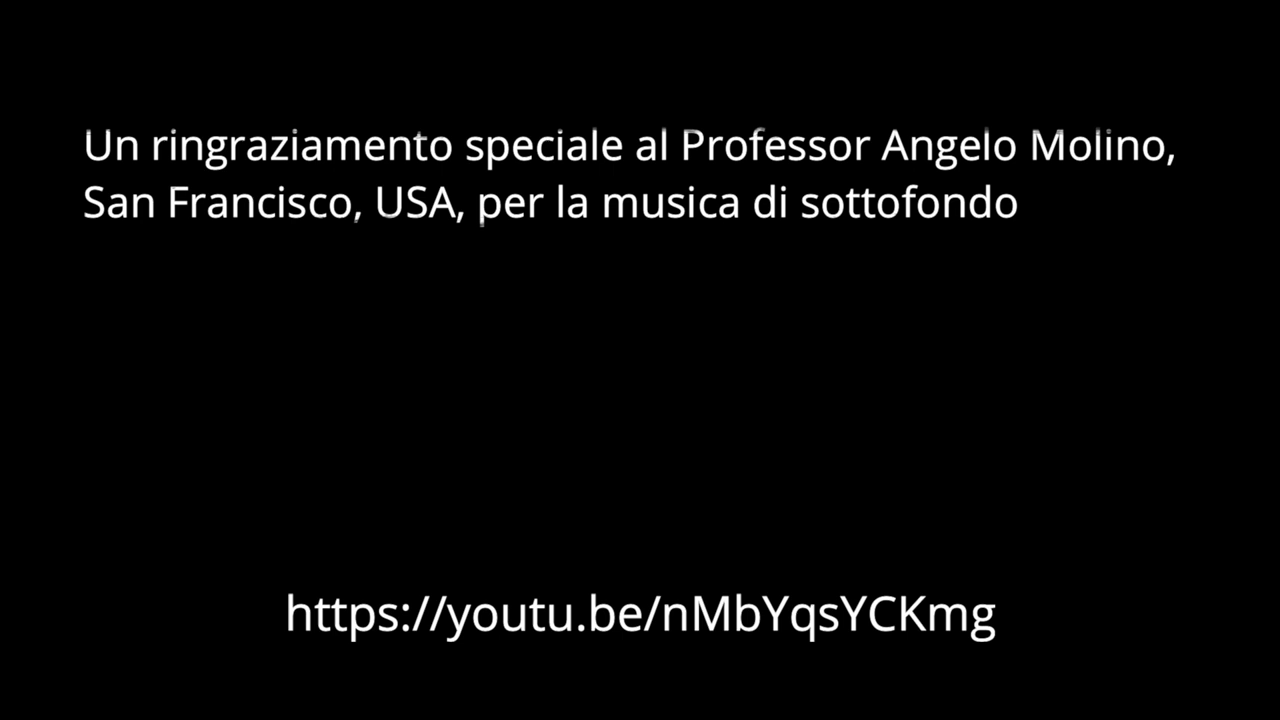 Un ringraziamento speciale al Professor Angelo Molino,
San Francisco, USA, per la musica di sottofondo
https://youtu.be/nMbYqsYCKmg